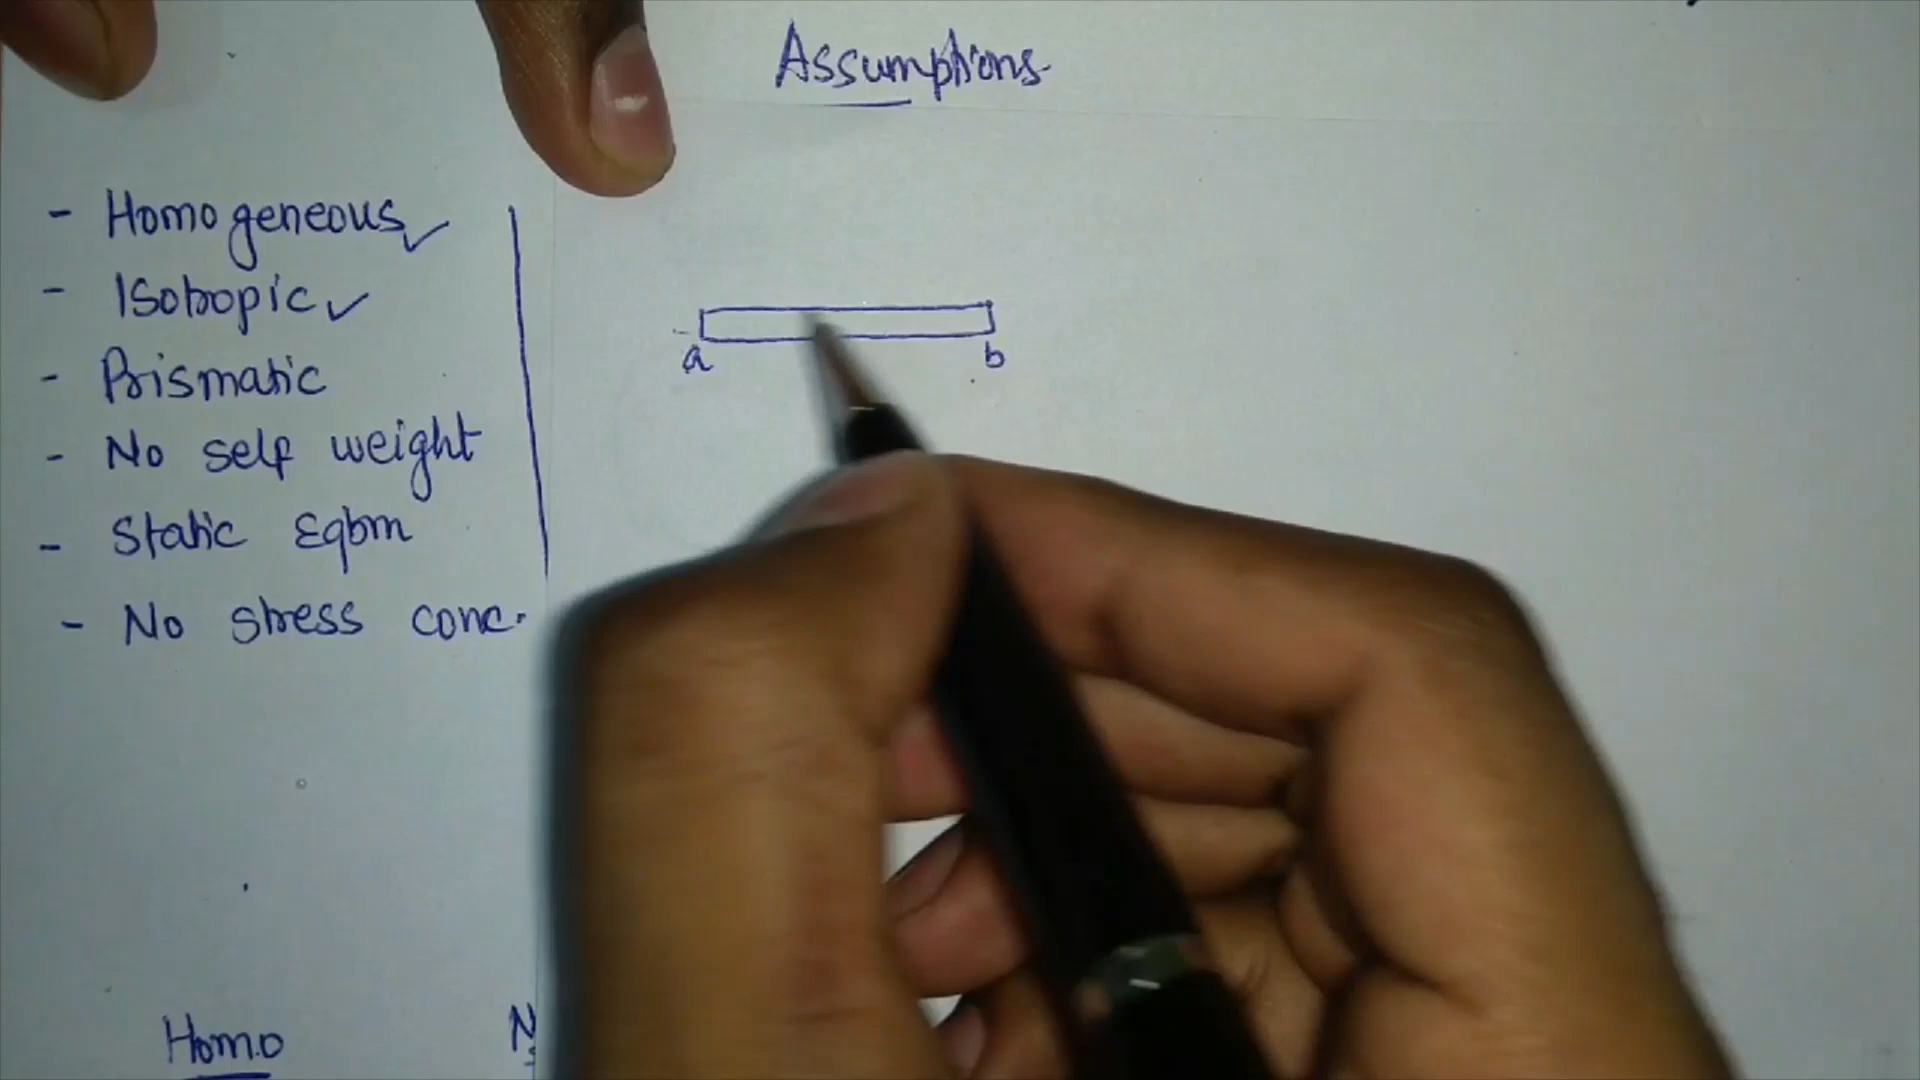 Assumptions
- Homogeneous ✓
- Isotropic ✓
- Prismatic
- No self weight
- Static Eqbm
- No stress conc.
a b
Homo